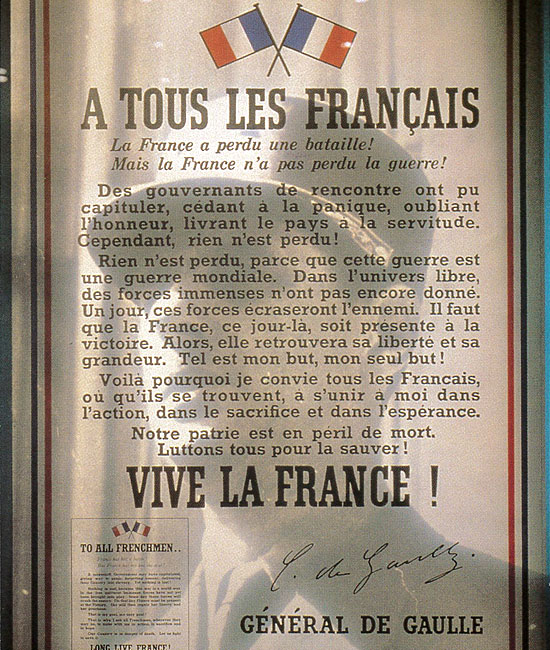 A TOUS LES FRANÇAIS
La France a perdu une bataille!
Mais la France n'a pas perdu la guerre!
Des gouvernants de rencontre ont pu
capituler, cédant à la panique, oubliant
l'honneur, livrant le pays à la servitude.
Cependant, rien n'est perdu!
Rien n'est perdu, parce que cette guerre est
une guerre mondiale. Dans l'univers libre,
des forces immenses n'ont pas encore donné.
Un jour, ces forces écraseront l'ennemi. Il faut
que la France, ce jour-là, soit présente à la
victoire. Alors, elle retrouvera sa liberté et sa
grandeur. Tel est mon but, mon seul but!
Voilà pourquoi je convie tous les Francais,
où qu'ils se trouvent, à s'unir à moi dans
l'action, dans le sacrifice et dans l'espérance.
Notre patrie est en péril de mort.
Luttons tous pour la sauver!
VIVE LA FRANCE !
C. de Gaulle.
GÉNÉRAL DE GAULLE
TO ALL FRENCHMEN..
LONG LIVE FRANCE!